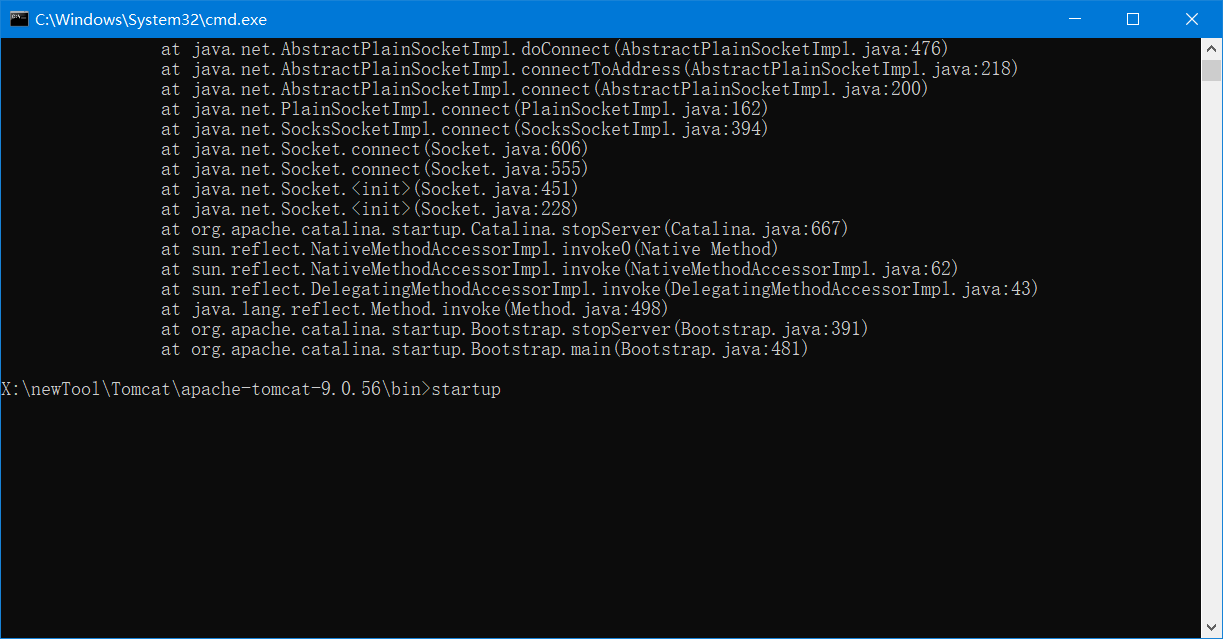 C:\Windows\System32\cmd.exe
at java.net.AbstractPlainSocketImpl.doConnect(AbstractPlainSocketImpl.java:476)
at java.net.AbstractPlainSocketImpl.connectToAddress(AbstractPlainSocketImpl.java:218)
at java.net.AbstractPlainSocketImpl.connect(AbstractPlainSocketImpl.java:200)
at java.net.PlainSocketImpl.connect(PlainSocketImpl.java:162)
at java.net.SocksSocketImpl.connect(SocksSocketImpl.java:394)
at java.net.Socket.connect(Socket.java:606)
at java.net.Socket.connect(Socket.java:555)
at java.net.Socket.<init>(Socket.java:451)
at java.net.Socket.<init>(Socket.java:228)
at org.apache.catalina.startup.Catalina.stopServer(Catalina.java:667)
at sun.reflect.NativeMethodAccessorImpl.invoke0(Native Method)
at sun.reflect.NativeMethodAccessorImpl.invoke(NativeMethodAccessorImpl.java:62)
at sun.reflect.DelegatingMethodAccessorImpl.invoke(DelegatingMethodAccessorImpl.java:43)
at java.lang.reflect.Method.invoke(Method.java:498)
at org.apache.catalina.startup.Bootstrap.stopServer(Bootstrap.java:391)
at org.apache.catalina.startup.Bootstrap.main(Bootstrap.java:481)
X:\newTool\Tomcat\apache-tomcat-9.0.56\bin>startup